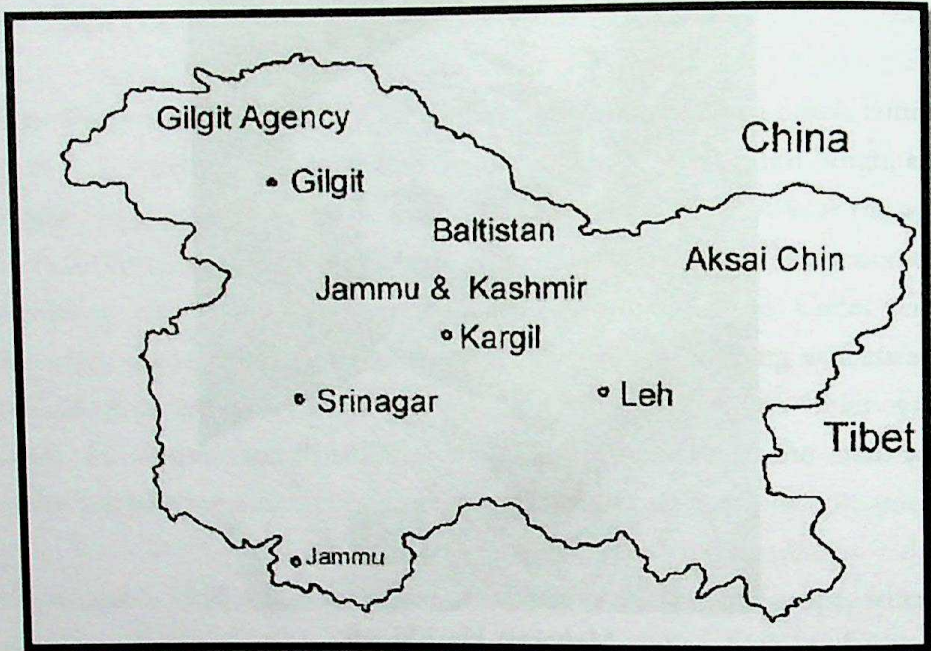 Gilgit Agency
China
Gilgit
Baltistan
Aksai Chin
Jammu & Kashmir
Kargil
Leh
Srinagar
Tibet
Jammu